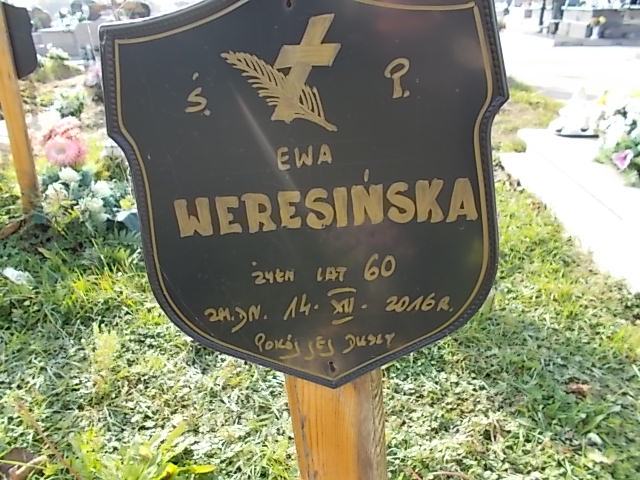 Ś. P.
EWA
WERESIŃSKA
ŻYŁA LAT 60
ZM. DN. 14. XII. 2016 R.
POKÓJ JEJ DUSZY